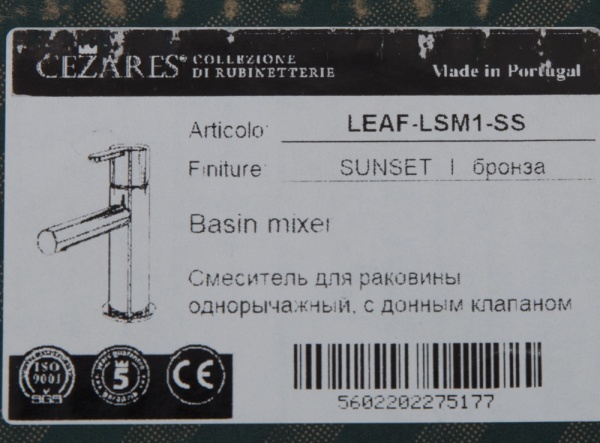 CEZARES® COLLEZIONE
DI RUBINETTERIE
Made in Portugal
Articolo: LEAF-LSM1-SS
Finiture: SUNSET | бронза
Basin mixer
Смеситель для раковины
однорычажный, с донным клапаном
ISO
9001
SGS
5
CE
5602202275177